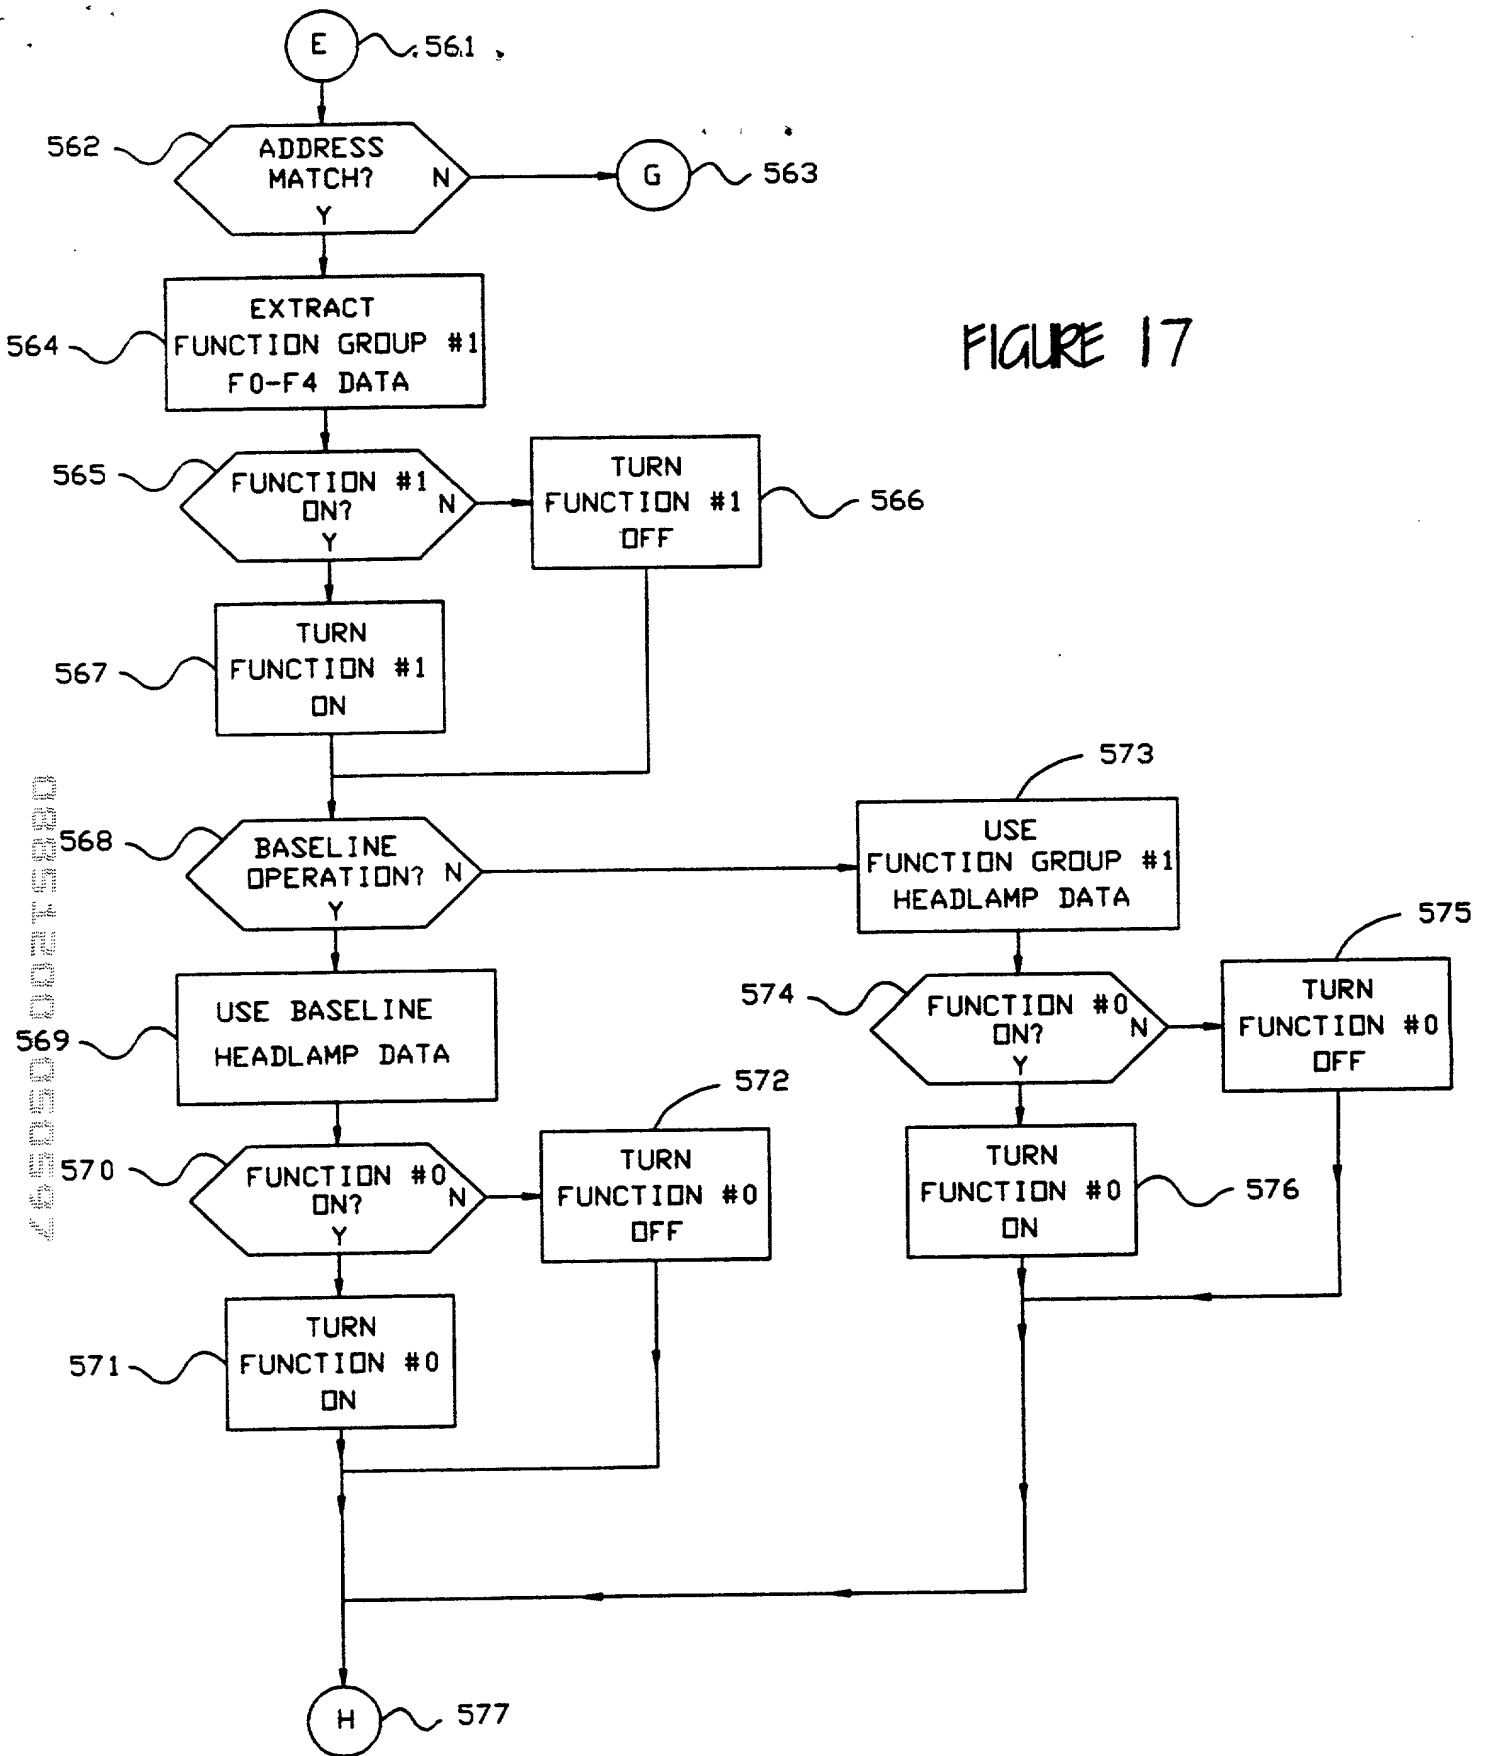 E
561
562
ADDRESS
MATCH?
N
Y
G
563
564
EXTRACT
FUNCTION GROUP #1
F0-F4 DATA
FIGURE 17
565
FUNCTION #1
ON?
N
Y
TURN
FUNCTION #1
OFF
566
567
TURN
FUNCTION #1
ON
568
BASELINE
OPERATION?
N
Y
573
USE
FUNCTION GROUP #1
HEADLAMP DATA
569
USE BASELINE
HEADLAMP DATA
574
FUNCTION #0
ON?
N
Y
575
TURN
FUNCTION #0
OFF
570
FUNCTION #0
ON?
N
Y
572
TURN
FUNCTION #0
OFF
TURN
FUNCTION #0
ON
576
571
TURN
FUNCTION #0
ON
H
577